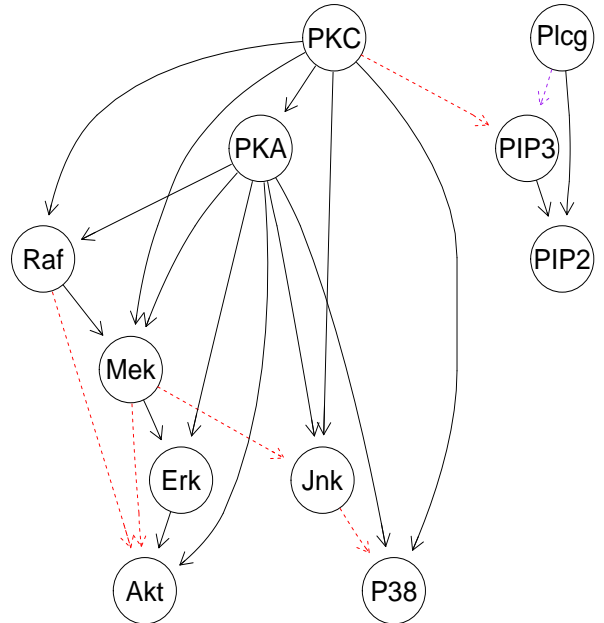 PKC
Plcg
PKA
PIP3
Raf
PIP2
Mek
Erk
Jnk
Akt
P38